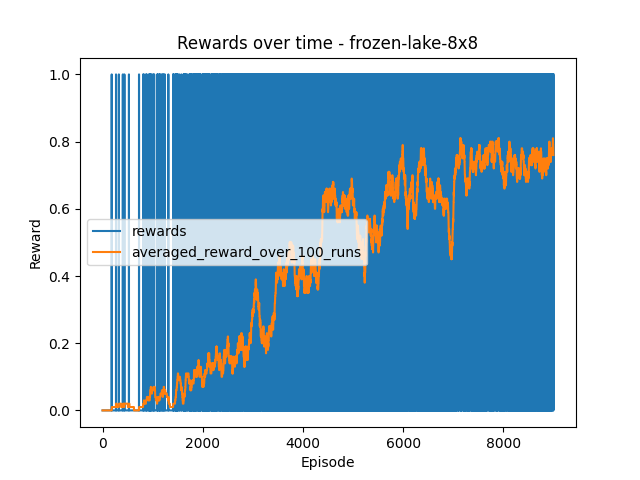 Rewards over time - frozen-lake-8x8
1.0
0.8
0.6
0.4
0.2
0.0
Reward
rewards
averaged_reward_over_100_runs
0 2000 4000 6000 8000
Episode